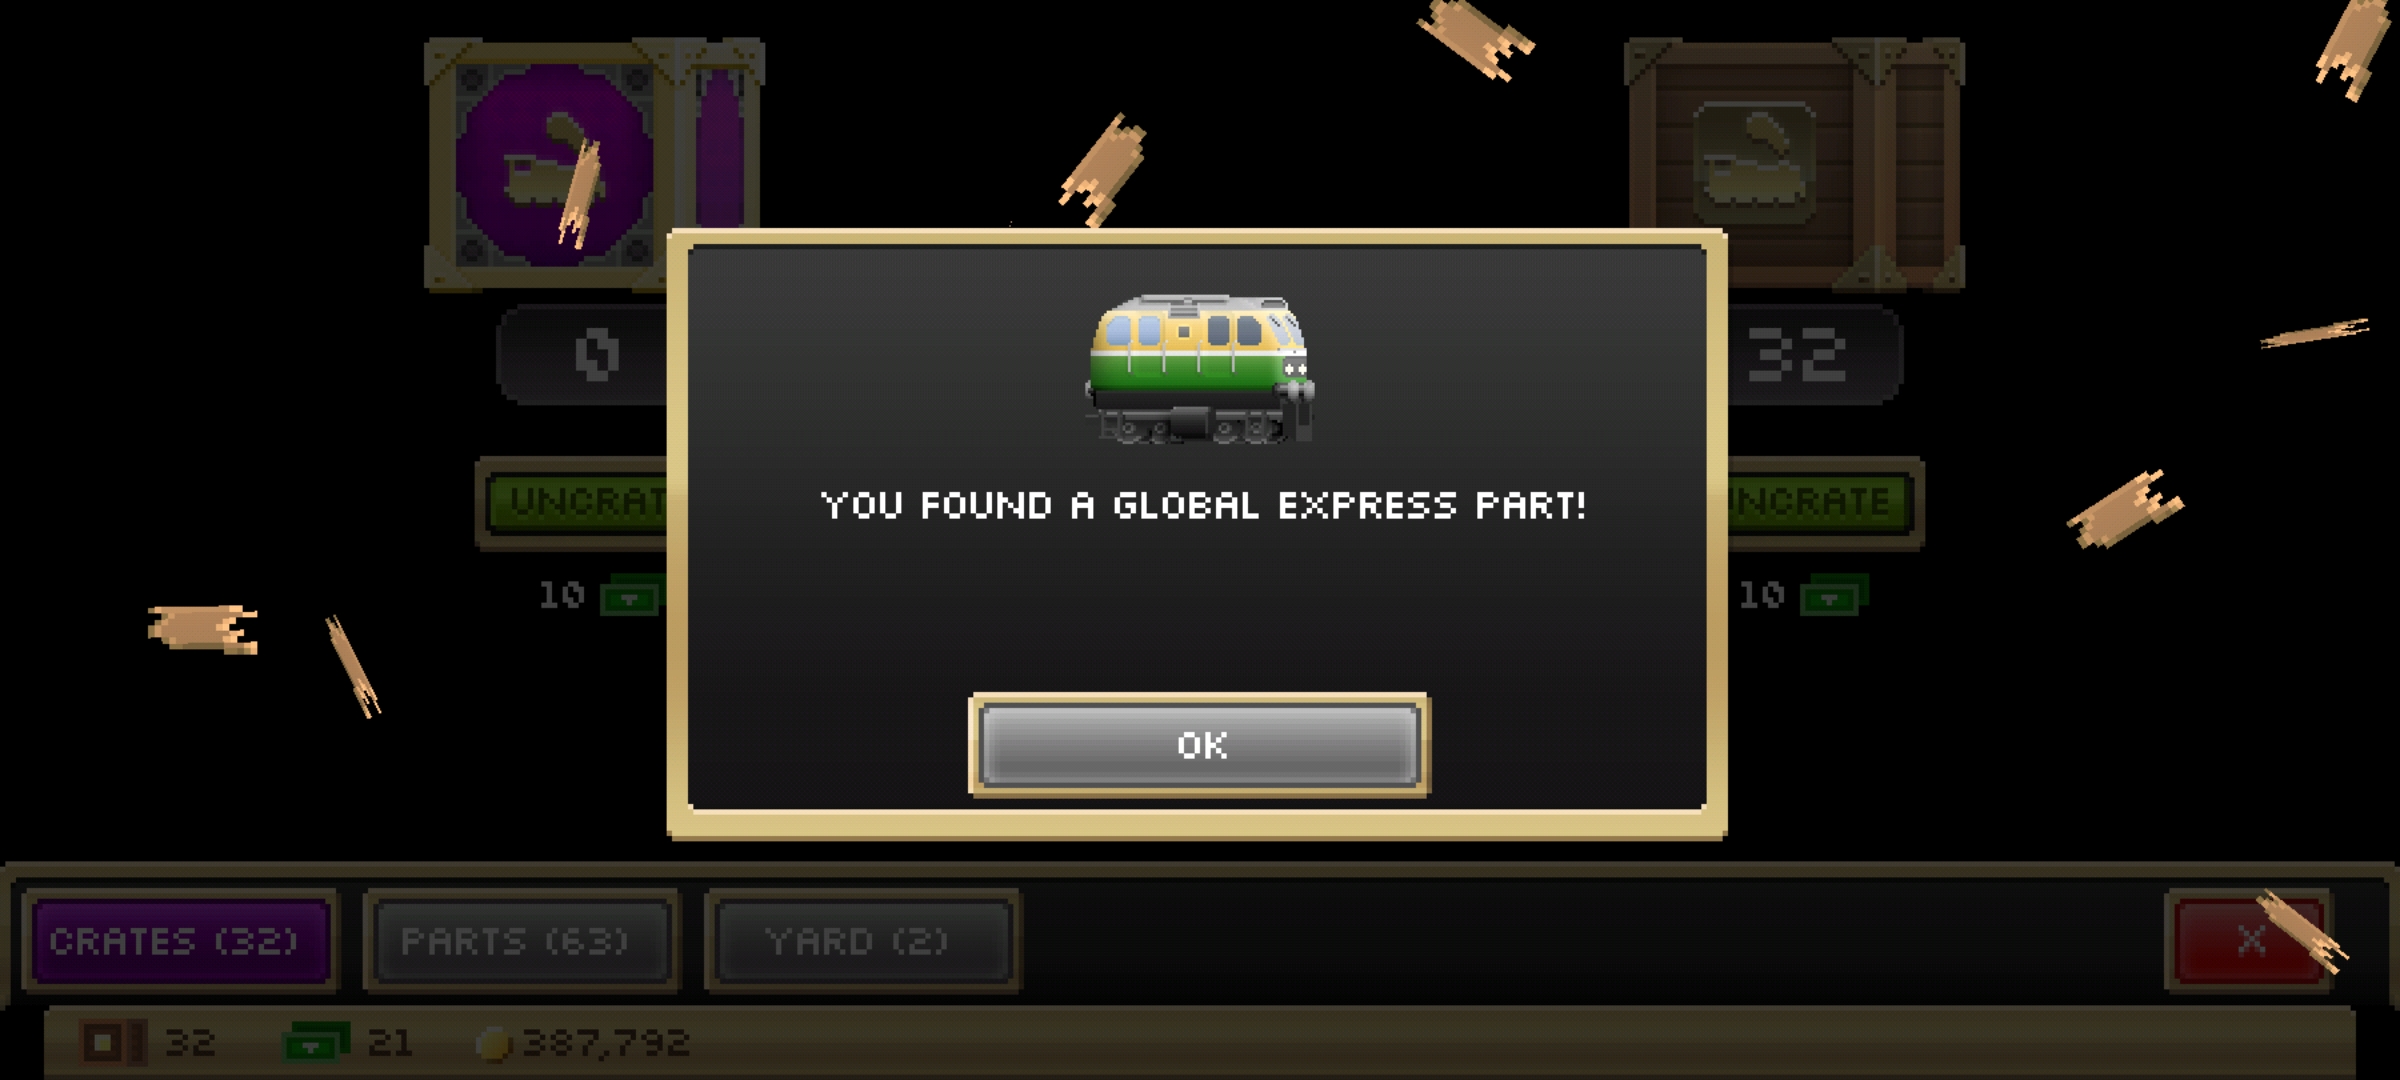 0
32
YOU FOUND A GLOBAL EXPRESS PART!
UNCRAT
NCRATE
10
10
OK
CRATES (32)
PARTS (63)
YARD (2)
X
32
21
387,792